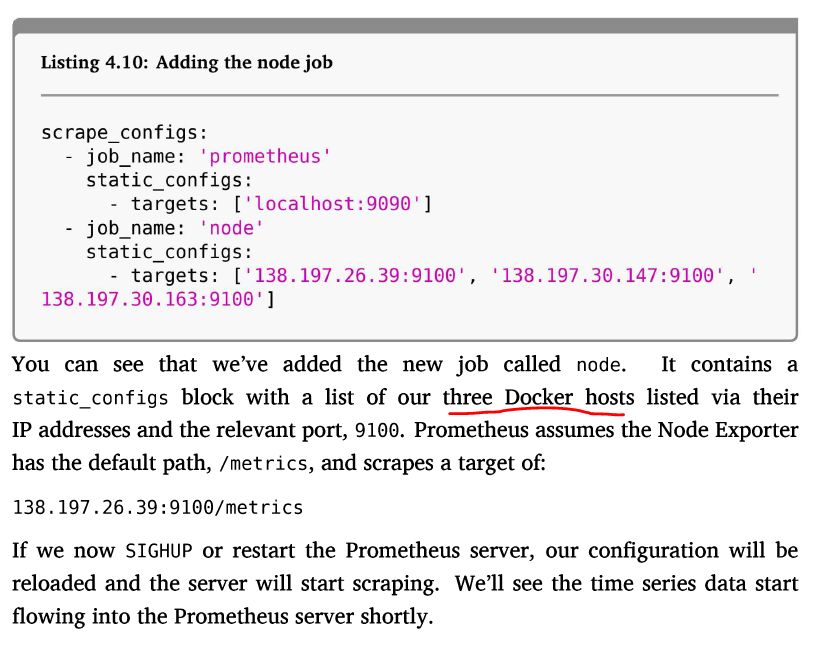 Listing 4.10: Adding the node job
scrape_configs:
  - job_name: 'prometheus'
    static_configs:
      - targets: ['localhost:9090']
  - job_name: 'node'
    static_configs:
      - targets: ['138.197.26.39:9100', '138.197.30.147:9100', '
138.197.30.163:9100']
You can see that we’ve added the new job called node. It contains a
static_configs block with a list of our three Docker hosts listed via their
IP addresses and the relevant port, 9100. Prometheus assumes the Node Exporter
has the default path, /metrics, and scrapes a target of:
138.197.26.39:9100/metrics
If we now SIGHUP or restart the Prometheus server, our configuration will be
reloaded and the server will start scraping. We’ll see the time series data start
flowing into the Prometheus server shortly.